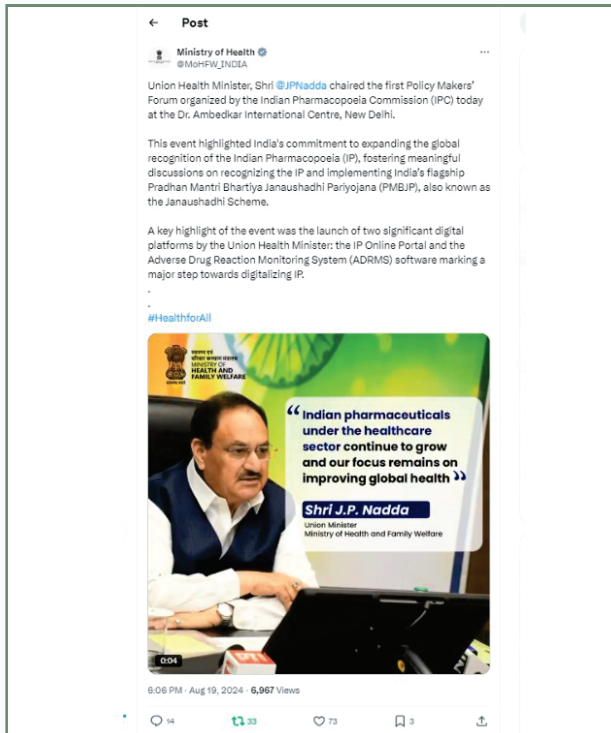 Post
Ministry of Health
@MoHFW_INDIA
Union Health Minister, Shri @JPNadda chaired the first Policy Makers'
Forum organized by the Indian Pharmacopoeia Commission (IPC) today
at the Dr. Ambedkar International Centre, New Delhi.
This event highlighted India's commitment to expanding the global
recognition of the Indian Pharmacopoeia (IP), fostering meaningful
discussions on recognizing the IP and implementing India's flagship
Pradhan Mantri Bhartiya Janaushadhi Pariyojana (PMBJP), also known as
the Janaushadhi Scheme.
A key highlight of the event was the launch of two significant digital
platforms by the Union Health Minister: the IP Online Portal and the
Adverse Drug Reaction Monitoring System (ADRMS) software marking a
major step towards digitalizing IP.
.
.
#HealthforAll
स्वास्थ्य एवं
परिवार कल्याण मंत्रालय
MINISTRY OF
HEALTH AND
FAMILY WELFARE
“Indian pharmaceuticals
under the healthcare
sector continue to grow
and our focus remains on
improving global health”
Shri J.P. Nadda
Union Minister
Ministry of Health and Family Welfare
0:04
6:06 PM · Aug 19, 2024 · 6,967 Views
14 33 73 3